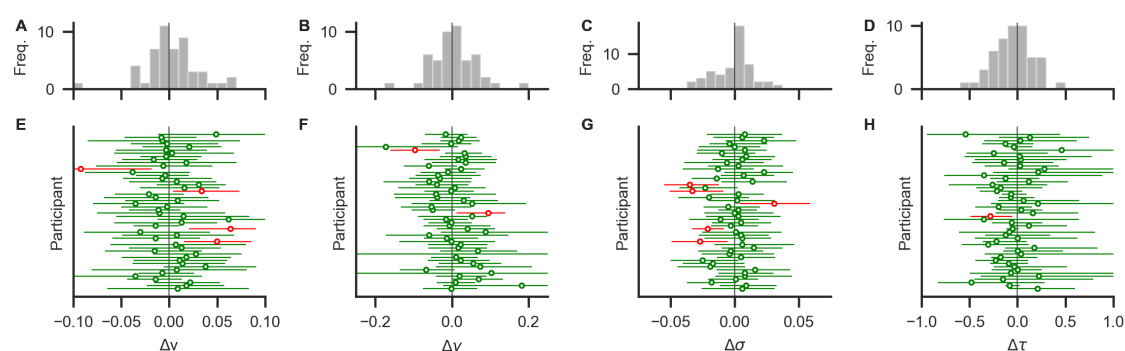 A B C D
Freq. Freq. Freq. Freq.
10 10 10 10
0 0 0 0
E F G H
Participant Participant Participant Participant
−0.10 −0.05 0.00 0.05 0.10 −0.2 0.0 0.2 −0.05 0.00 0.05 −1.0 −0.5 0.0 0.5 1.0
Δv Δγ Δσ Δτ